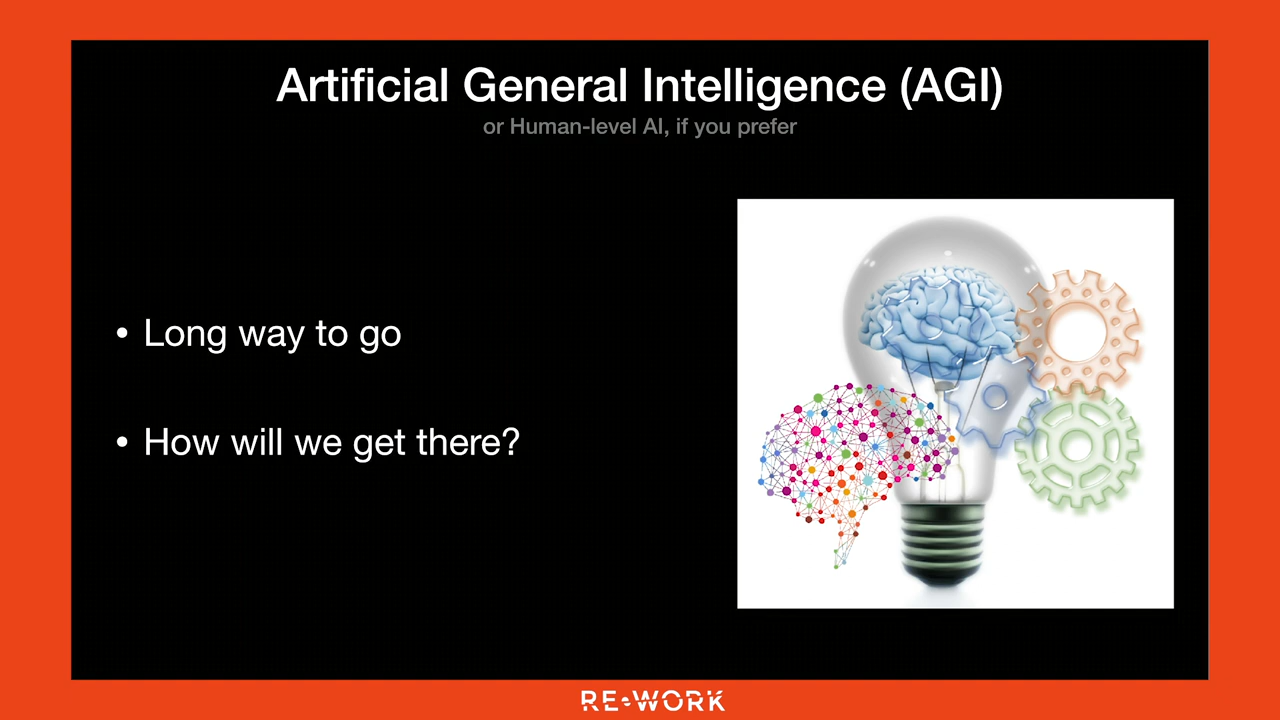 Artificial General Intelligence (AGI)
or Human-level AI, if you prefer
• Long way to go
• How will we get there?
RE•WORK